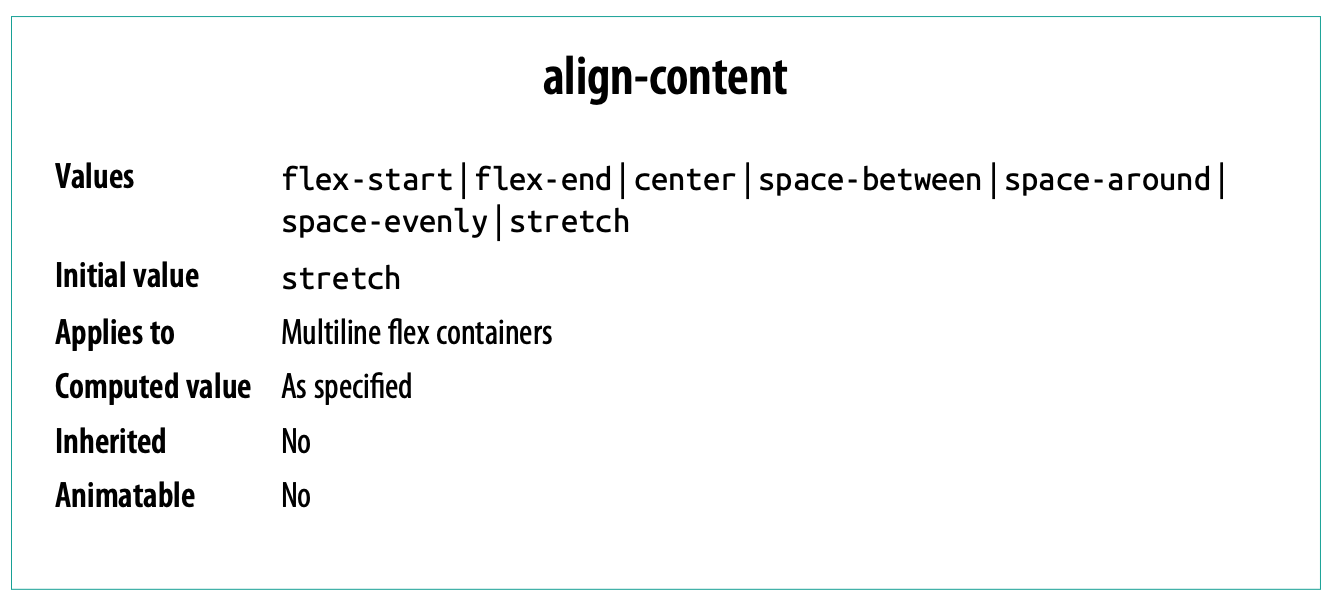 align-content
Values flex-start|flex-end|center|space-between|space-around|
space-evenly|stretch
Initial value stretch
Applies to Multiline flex containers
Computed value As specified
Inherited No
Animatable No